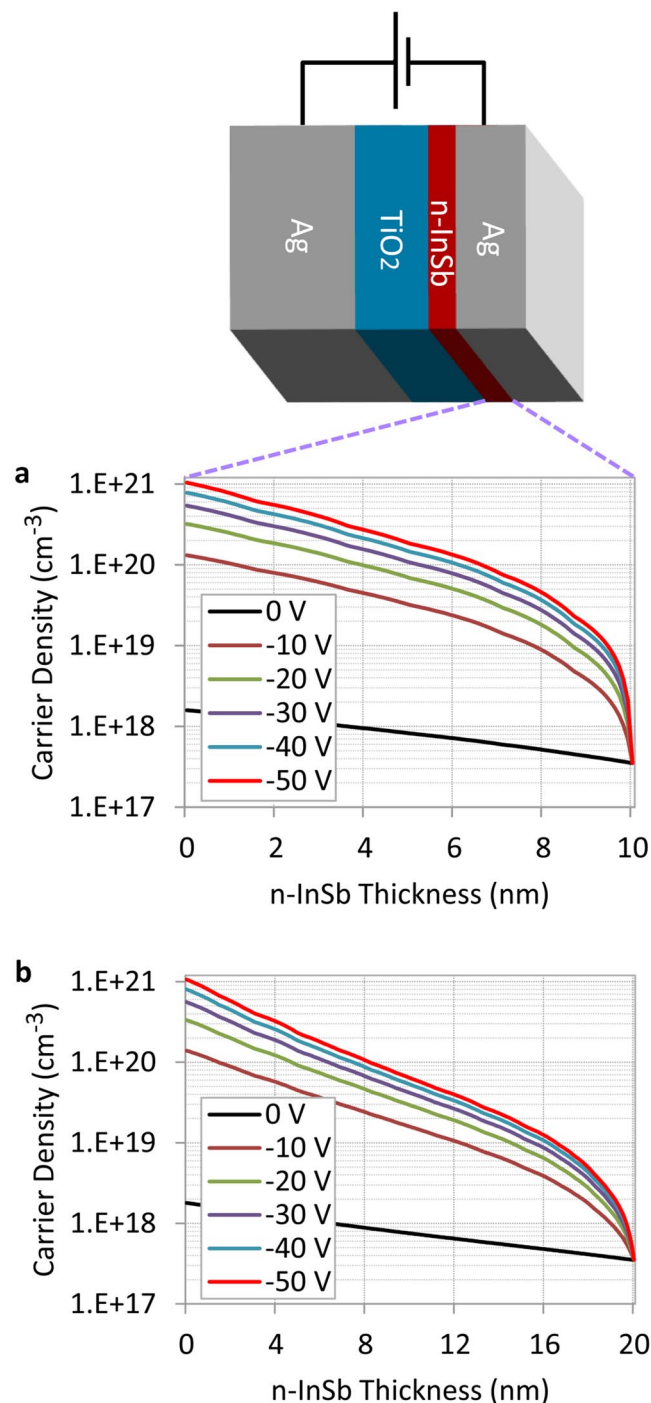 Ag
TiO2
n-InSb
Ag
a
Carrier Density (cm-3)
1.E+21
1.E+20
1.E+19
1.E+18
1.E+17
0 V
-10 V
-20 V
-30 V
-40 V
-50 V
0 2 4 6 8 10
n-InSb Thickness (nm)
b
Carrier Density (cm-3)
1.E+21
1.E+20
1.E+19
1.E+18
1.E+17
0 V
-10 V
-20 V
-30 V
-40 V
-50 V
0 4 8 12 16 20
n-InSb Thickness (nm)